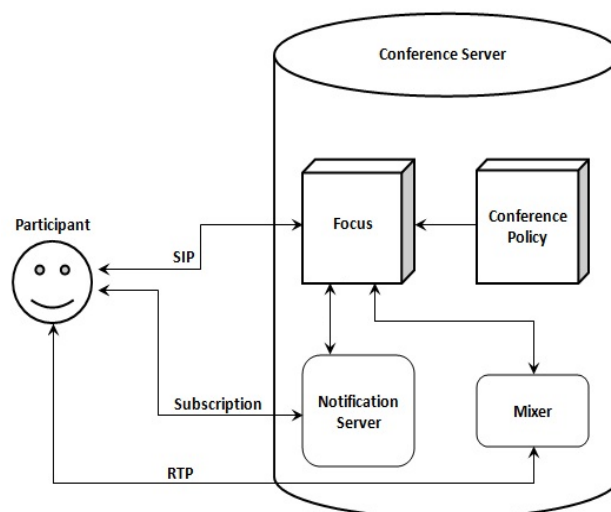 Conference Server
Participant
SIP
Focus
Conference
Policy
Subscription
Notification
Server
Mixer
RTP